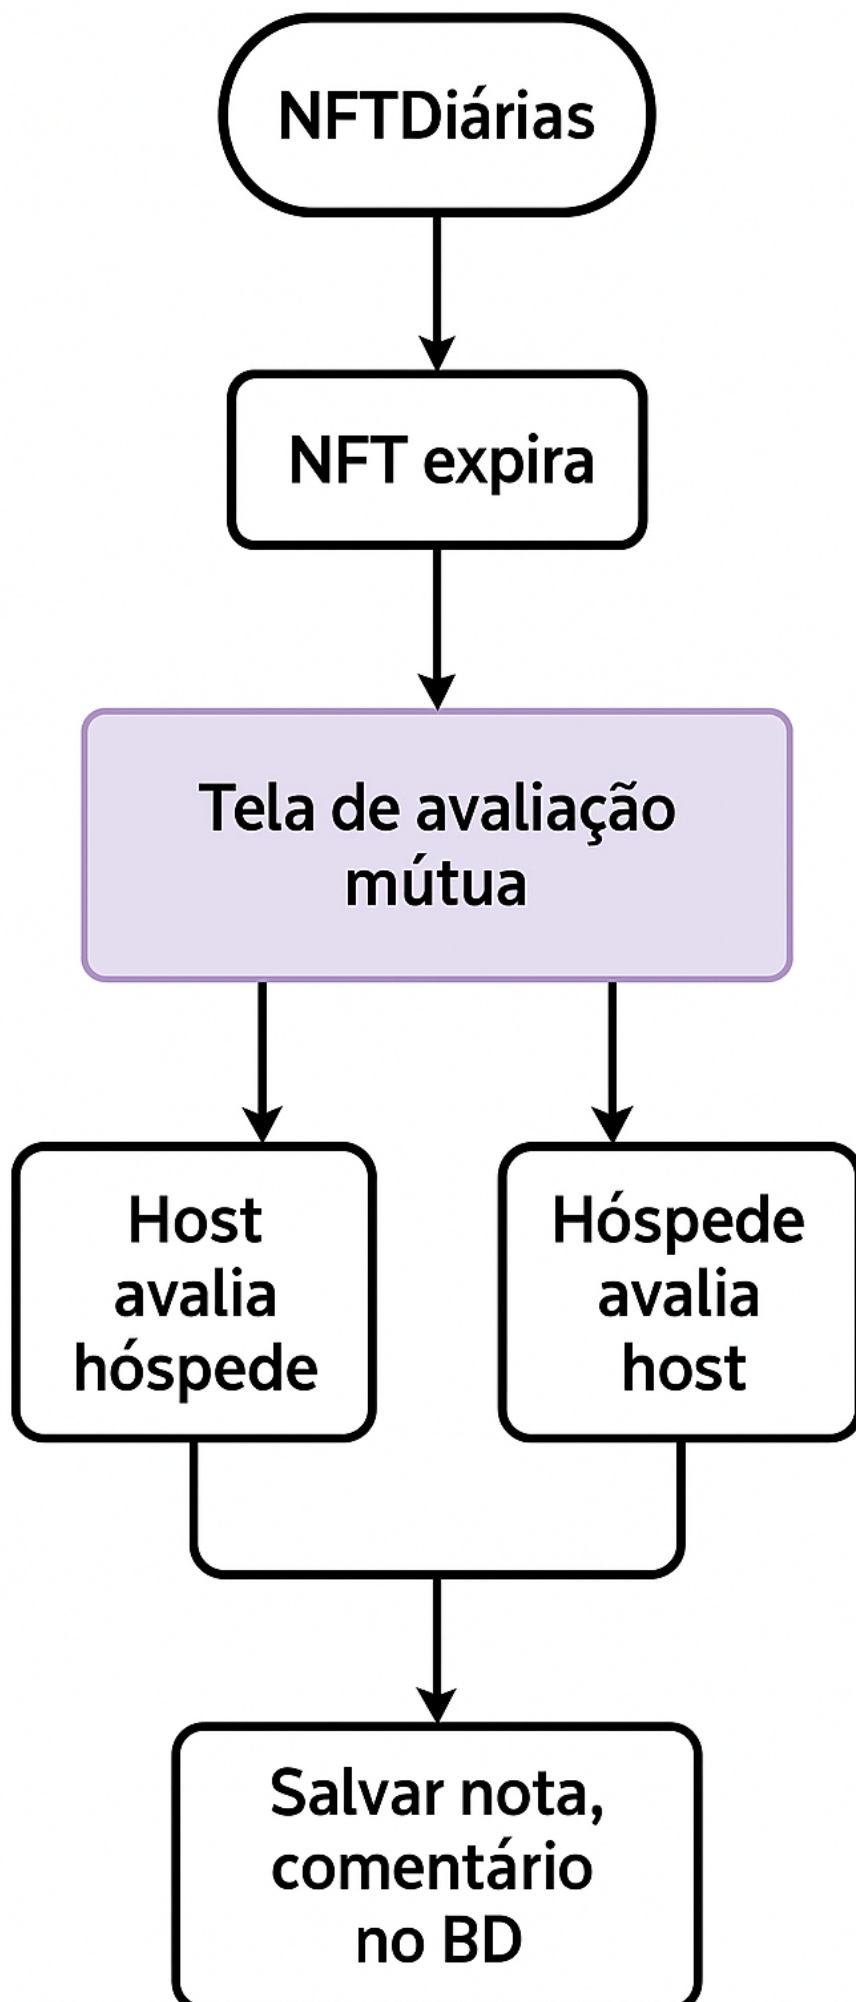 NFTDiárias
NFT expira
Tela de avaliação
mútua
Host
avalia
hóspede
Hóspede
avalia
host
Salvar nota,
comentário
no BD